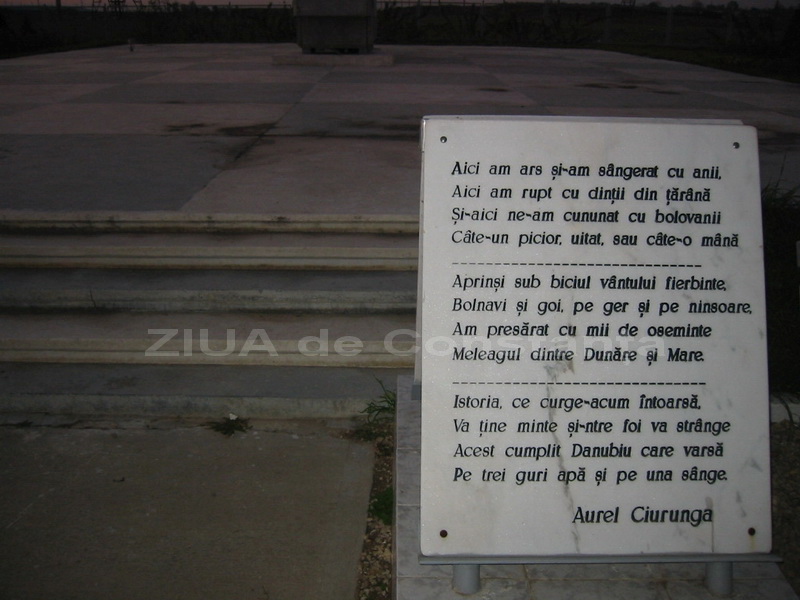 Aici am ars și-am sângerat cu anii,
Aici am rupt cu dinții din țărână
Și-aici ne-am cununat cu bolovanii
Câte-un picior, uitat, sau câte-o mână
Aprinși sub biciul vântului fierbinte,
Bolnavi și goi, pe ger și pe ninsoare,
Am presărat cu mii de oseminte
Meleagul dintre Dunăre și Mare.
Istoria, ce curge-acum întoarsă,
Va ține minte și-ntre foi va strânge
Acest cumplit Danubiu care varsă
Pe trei guri apă și pe una sânge.
Aurel Ciurunga
ZIUA de Constanța